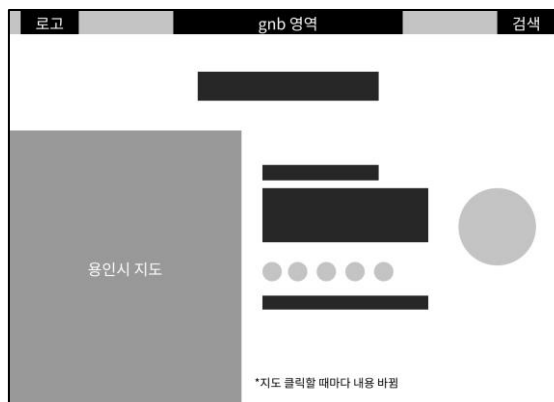 로고
gnb 영역
검색
용인시 지도
*지도 클릭할 때마다 내용 바뀜